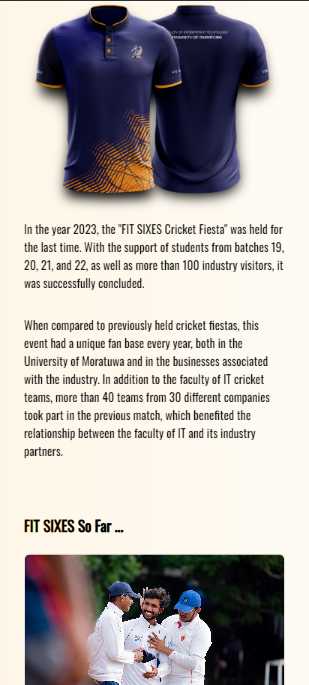 UNIVERSITY OF MORATUWA
In the year 2023, the "FIT SIXES Cricket Fiesta" was held for
the last time. With the support of students from batches 19,
20, 21, and 22, as well as more than 100 industry visitors, it
was successfully concluded.
When compared to previously held cricket fiestas, this
event had a unique fan base every year, both in the
University of Moratuwa and in the businesses associated
with the industry. In addition to the faculty of IT cricket
teams, more than 40 teams from 30 different companies
took part in the previous match, which benefited the
relationship between the faculty of IT and its industry
partners.
FIT SIXES So Far ...